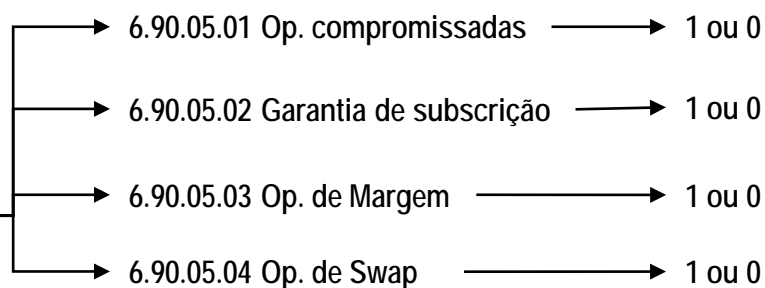 6.90.05.01 Op. compromissadas 1 ou 0
6.90.05.02 Garantia de subscrição 1 ou 0
6.90.05.03 Op. de Margem 1 ou 0
6.90.05.04 Op. de Swap 1 ou 0